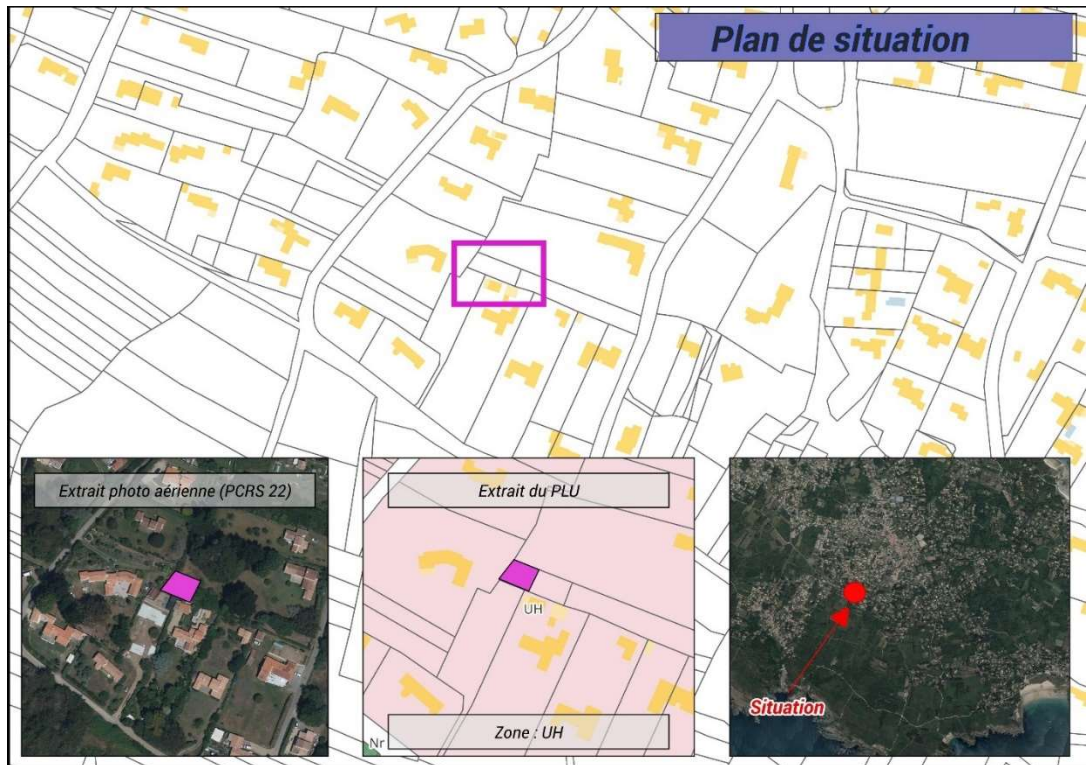 Plan de situation
Extrait photo aérienne (PCRS 22)
Extrait du PLU
UH
Nr
Zone : UH
Situation